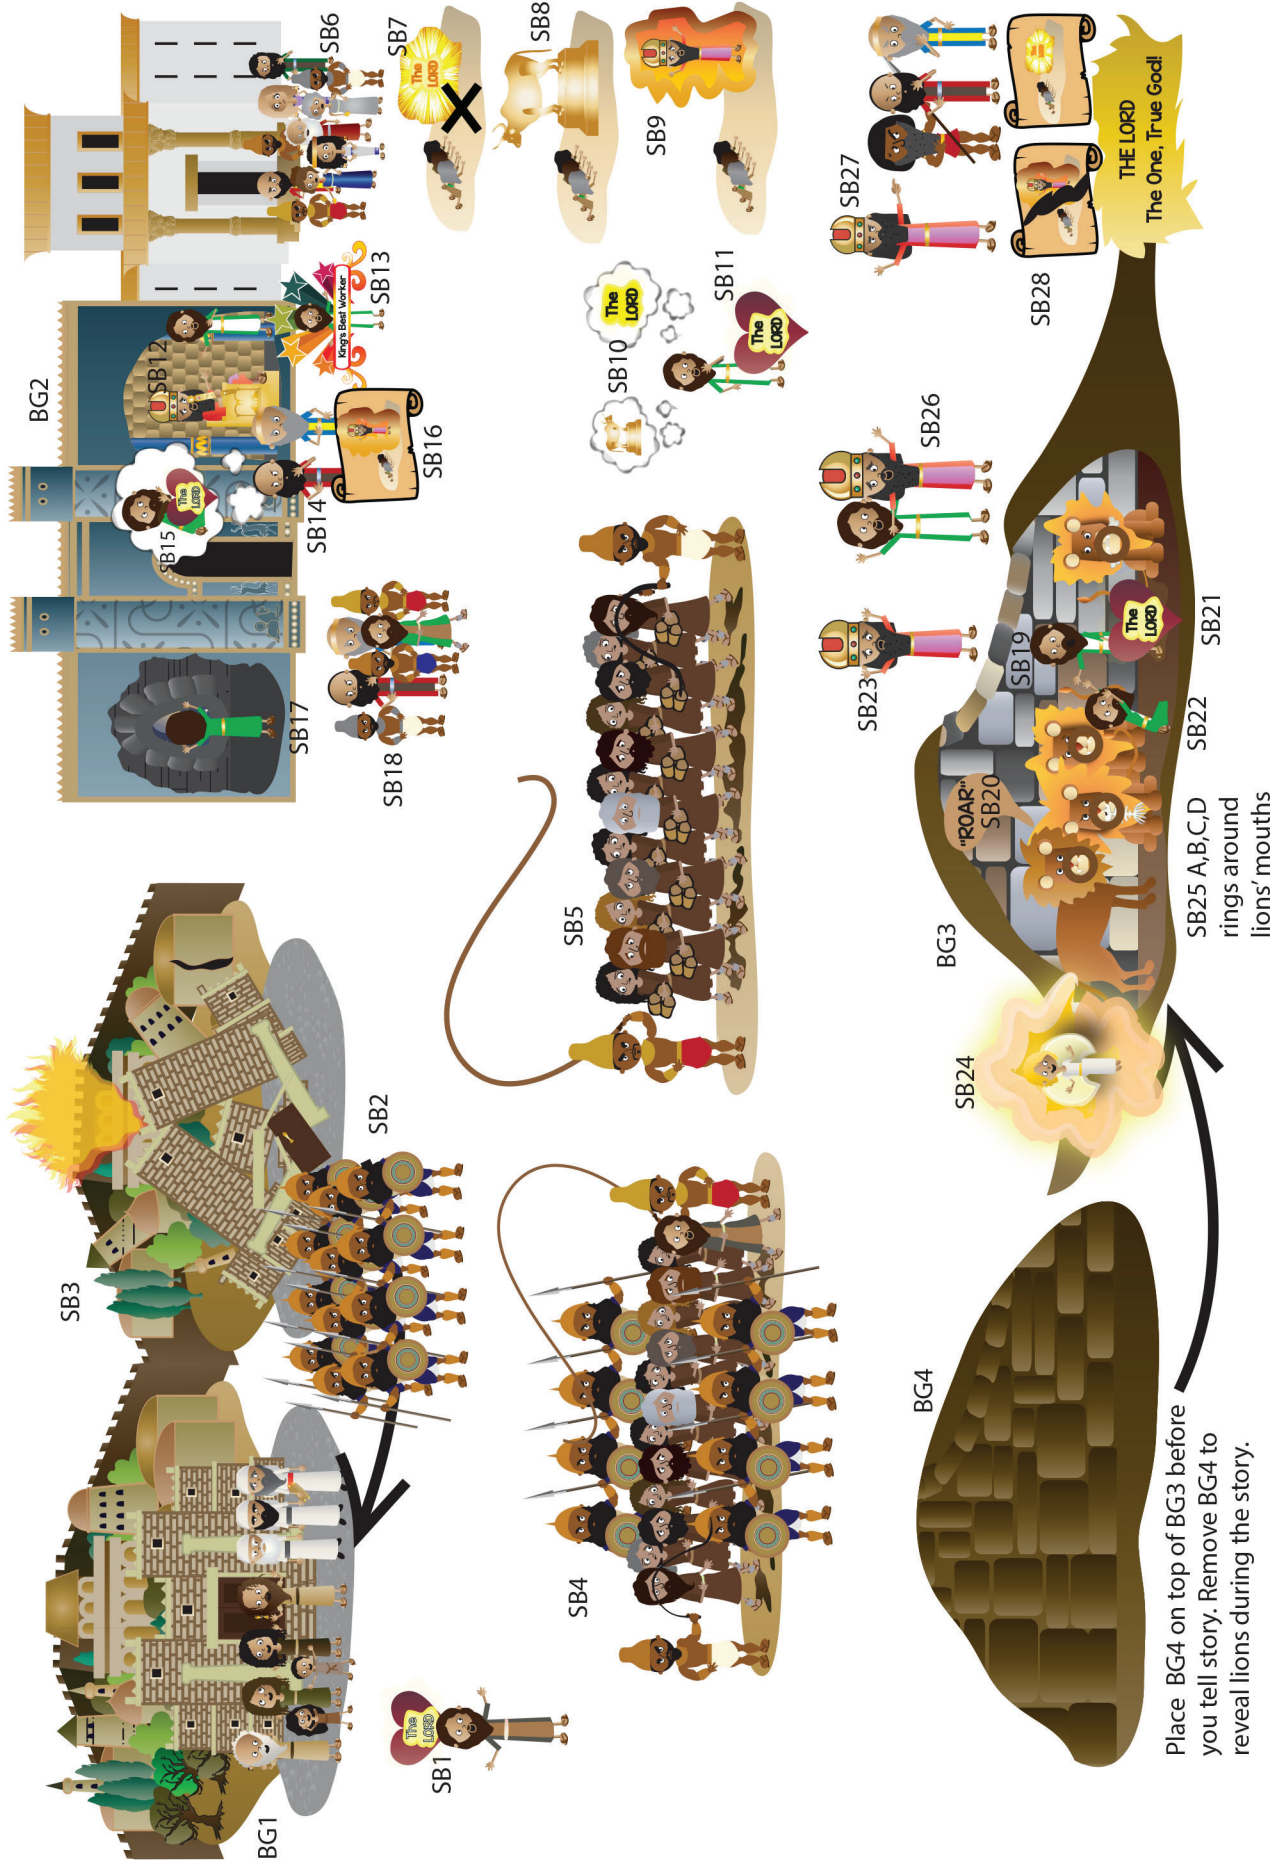 BG1
SB3
SB2
SB1
The
LORD
BG2
SB12
SB15
The
LORD
SB13
King's Best Worker
SB14
SB16
SB17
SB18
SB6
SB7
The
LORD
SB8
SB9
SB4
SB5
SB10
The
LORD
SB11
The
LORD
BG4
Place BG4 on top of BG3 before
you tell story. Remove BG4 to
reveal lions during the story.
SB24
BG3
"ROAR"
SB20
SB19
The
LORD
SB21
SB22
SB25 A,B,C,D
rings around
lions' mouths
SB23
SB26
SB27
SB28
THE LORD
The One, True God!